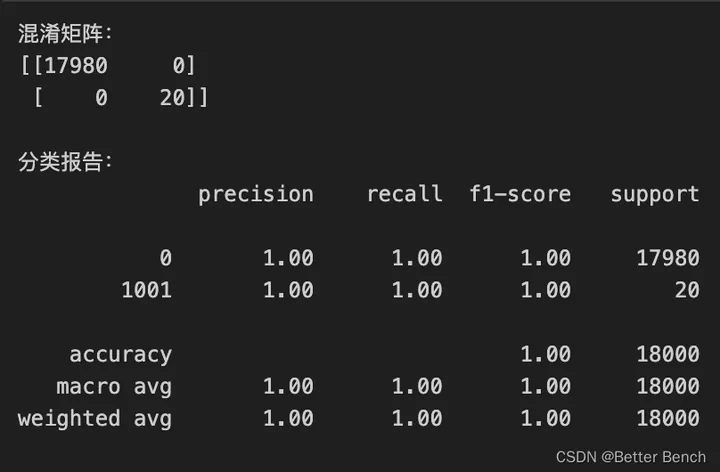 混淆矩阵：
[[17980     0]
 [    0    20]]
分类报告：
              precision    recall  f1-score   support
           0       1.00      1.00      1.00     17980
        1001       1.00      1.00      1.00        20
    accuracy                           1.00     18000
   macro avg       1.00      1.00      1.00     18000
weighted avg       1.00      1.00      1.00     18000
CSDN @Better Bench